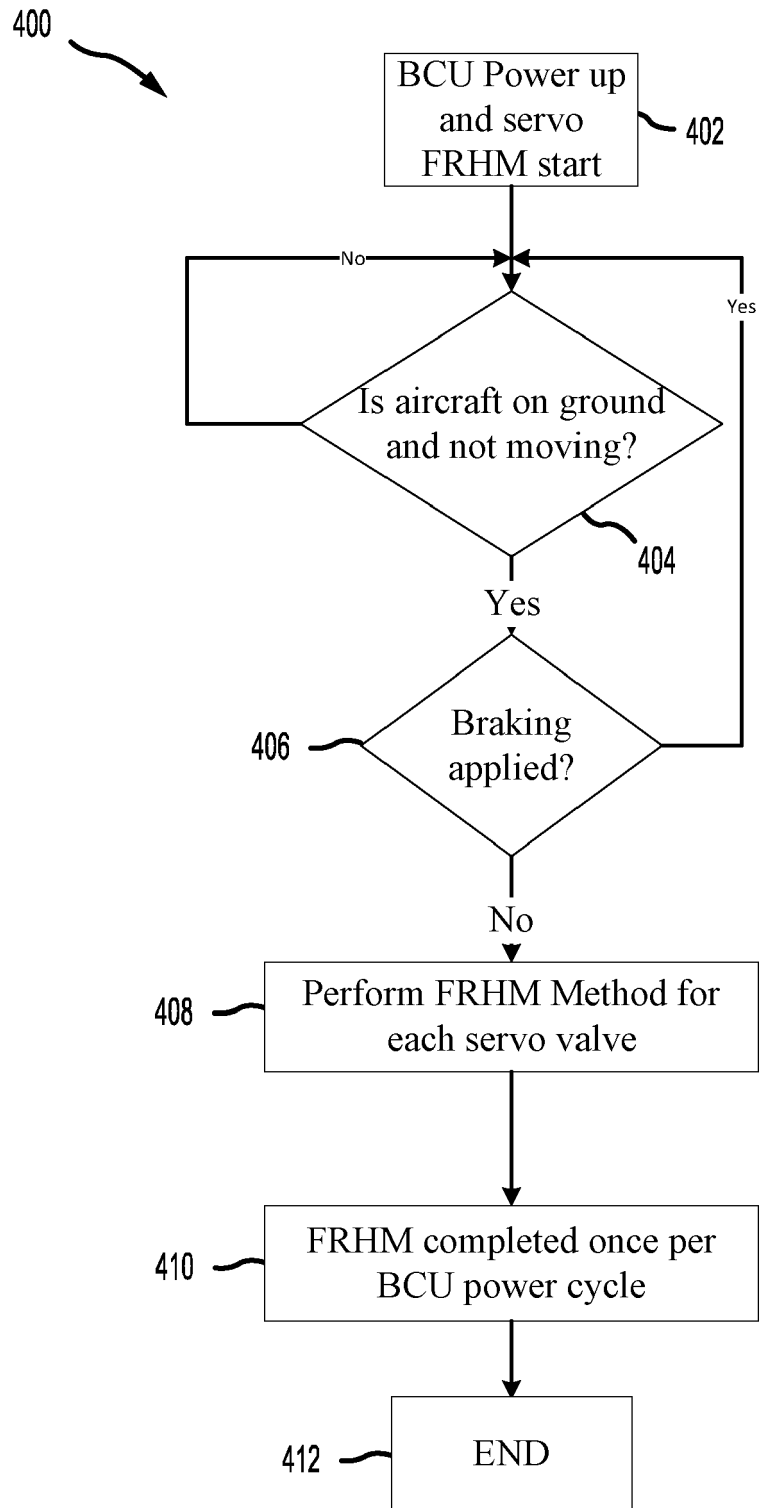 400
BCU Power up
and servo
FRHM start
402
No
Yes
Is aircraft on ground
and not moving?
404
Yes
406
Braking
applied?
No
408
Perform FRHM Method for
each servo valve
410
FRHM completed once per
BCU power cycle
412
END